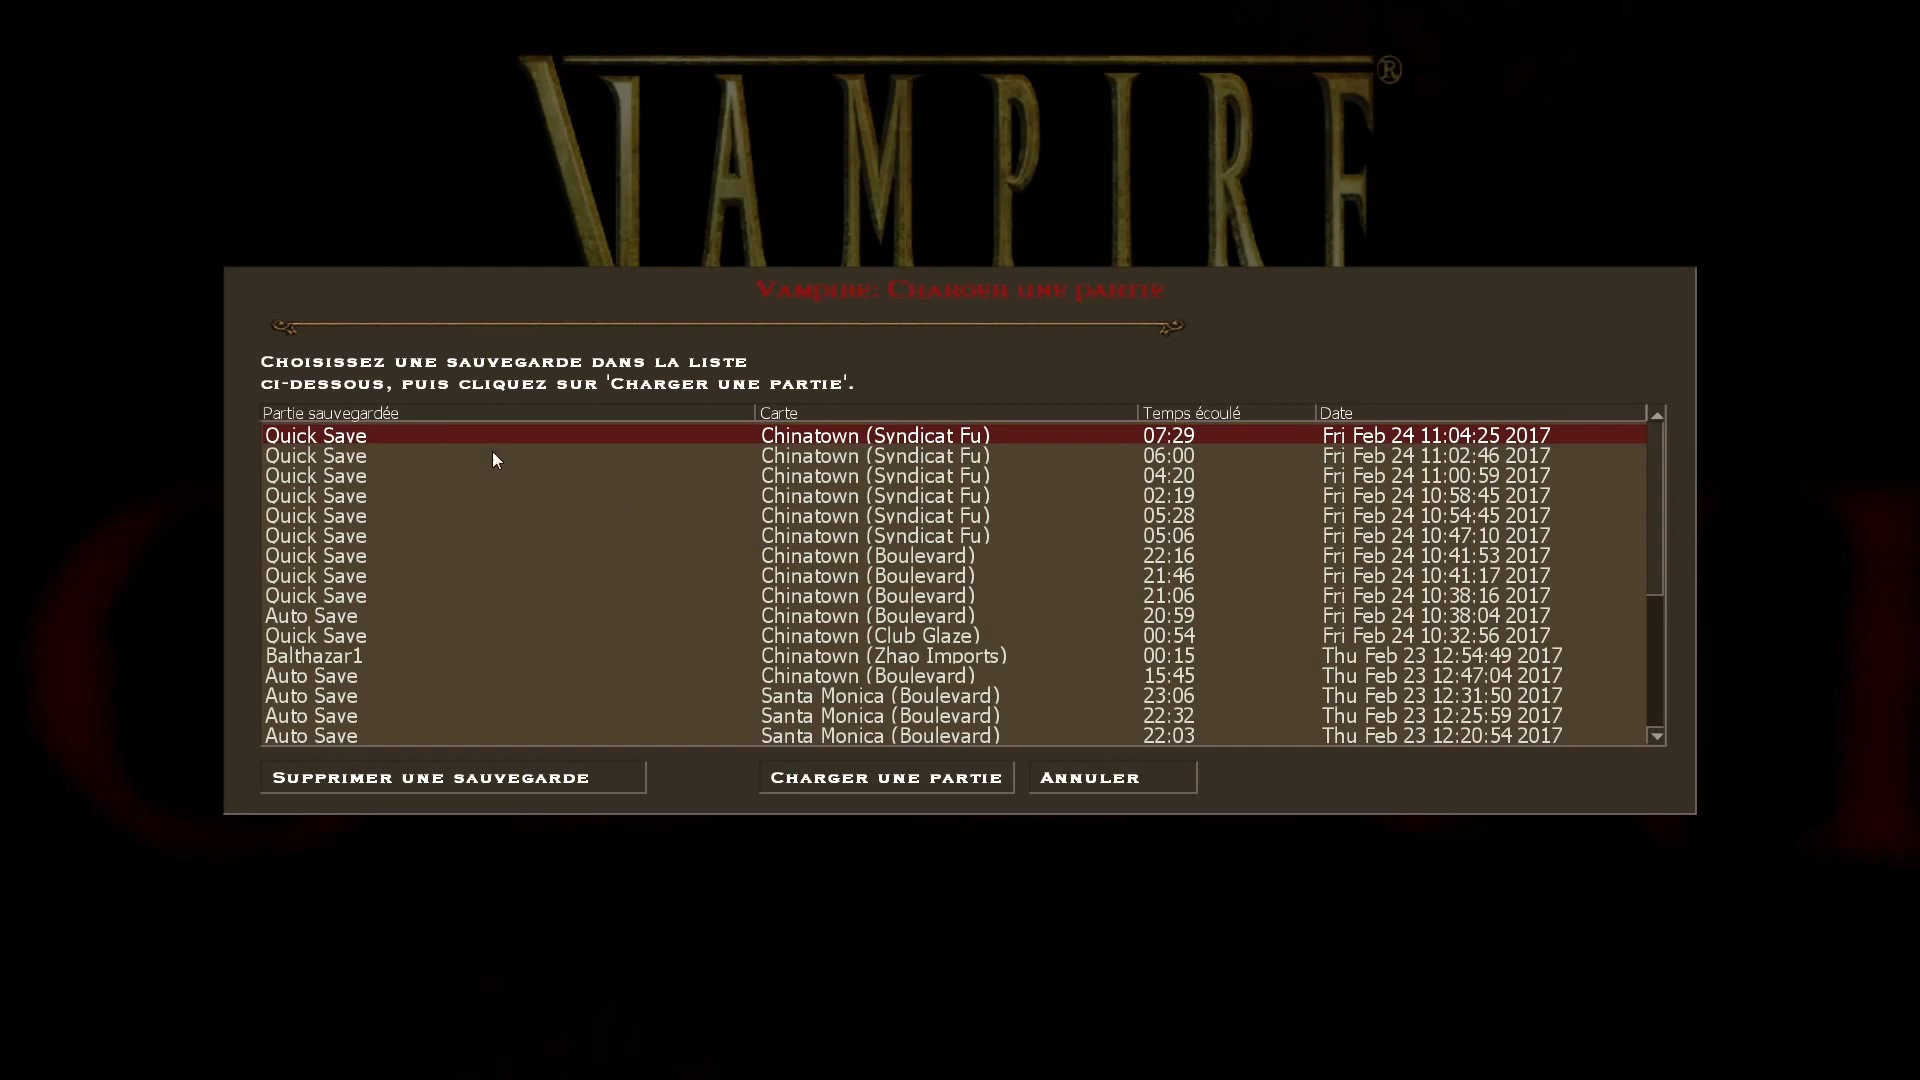 VAMPIRE®
Vampire: Charger une partie
Choisissez une sauvegarde dans la liste
ci-dessous, puis cliquez sur 'Charger une partie'.
Partie sauvegardée Carte Temps écoulé Date
Quick Save Chinatown (Syndicat Fu) 07:29 Fri Feb 24 11:04:25 2017
Quick Save Chinatown (Syndicat Fu) 06:00 Fri Feb 24 11:02:46 2017
Quick Save Chinatown (Syndicat Fu) 04:20 Fri Feb 24 11:00:59 2017
Quick Save Chinatown (Syndicat Fu) 02:19 Fri Feb 24 10:58:45 2017
Quick Save Chinatown (Syndicat Fu) 05:28 Fri Feb 24 10:54:45 2017
Quick Save Chinatown (Syndicat Fu) 05:06 Fri Feb 24 10:47:10 2017
Quick Save Chinatown (Boulevard) 22:16 Fri Feb 24 10:41:53 2017
Quick Save Chinatown (Boulevard) 21:46 Fri Feb 24 10:41:17 2017
Quick Save Chinatown (Boulevard) 21:06 Fri Feb 24 10:38:16 2017
Auto Save Chinatown (Boulevard) 20:59 Fri Feb 24 10:38:04 2017
Quick Save Chinatown (Club Glaze) 00:54 Fri Feb 24 10:32:56 2017
Balthazar1 Chinatown (Zhao Imports) 00:15 Thu Feb 23 12:54:49 2017
Auto Save Chinatown (Boulevard) 15:45 Thu Feb 23 12:47:04 2017
Auto Save Santa Monica (Boulevard) 23:06 Thu Feb 23 12:31:50 2017
Auto Save Santa Monica (Boulevard) 22:32 Thu Feb 23 12:25:59 2017
Auto Save Santa Monica (Boulevard) 22:03 Thu Feb 23 12:20:54 2017
Supprimer une sauvegarde Charger une partie Annuler